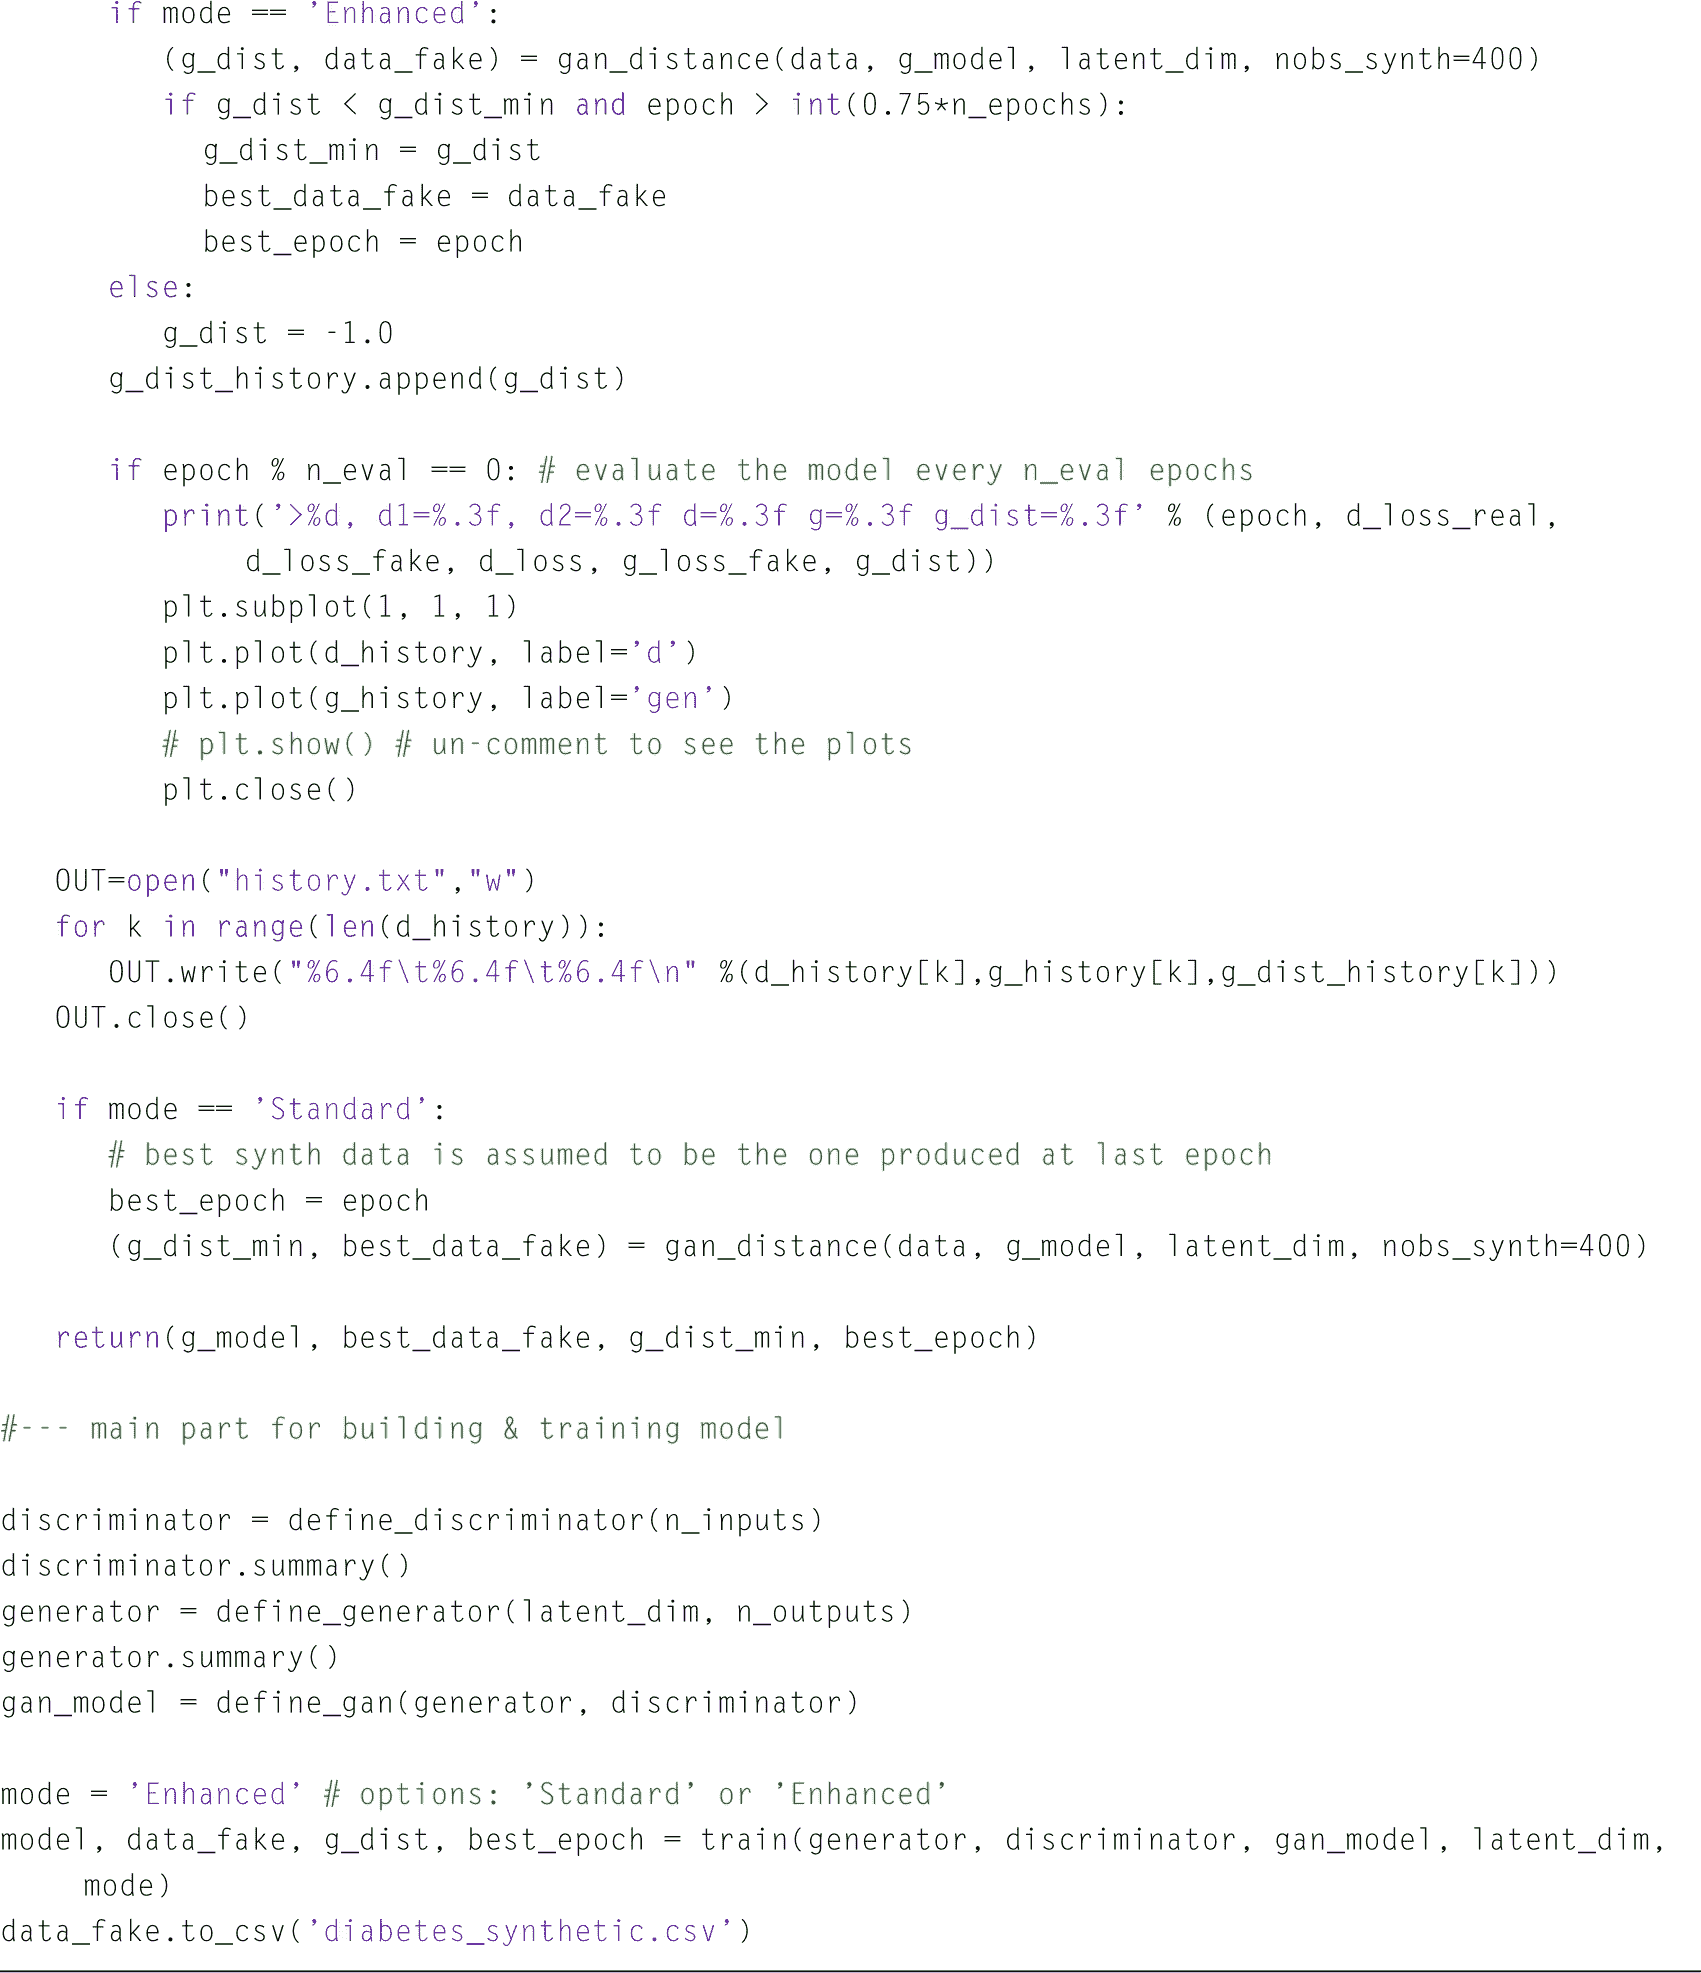 if mode == ’Enhanced’:
(g_dist, data_fake) = gan_distance(data, g_model, latent_dim, nobs_synth=400)
if g_dist < g_dist_min and epoch > int(0.75*n_epochs):
g_dist_min = g_dist
best_data_fake = data_fake
best_epoch = epoch
else:
g_dist = -1.0
g_dist_history.append(g_dist)
if epoch % n_eval == 0: # evaluate the model every n_eval epochs
print(’>%d, d1=%.3f, d2=%.3f d=%.3f g=%.3f g_dist=%.3f’ % (epoch, d_loss_real,
d_loss_fake, d_loss, g_loss_fake, g_dist))
plt.subplot(1, 1, 1)
plt.plot(d_history, label=’d’)
plt.plot(g_history, label=’gen’)
# plt.show() # un-comment to see the plots
plt.close()
OUT=open("history.txt","w")
for k in range(len(d_history)):
OUT.write("%6.4f\t%6.4f\t%6.4f\n" %(d_history[k],g_history[k],g_dist_history[k]))
OUT.close()
if mode == ’Standard’:
# best synth data is assumed to be the one produced at last epoch
best_epoch = epoch
(g_dist_min, best_data_fake) = gan_distance(data, g_model, latent_dim, nobs_synth=400)
return(g_model, best_data_fake, g_dist_min, best_epoch)
#--- main part for building & training model
discriminator = define_discriminator(n_inputs)
discriminator.summary()
generator = define_generator(latent_dim, n_outputs)
generator.summary()
gan_model = define_gan(generator, discriminator)
mode = ’Enhanced’ # options: ’Standard’ or ’Enhanced’
model, data_fake, g_dist, best_epoch = train(generator, discriminator, gan_model, latent_dim,
mode)
data_fake.to_csv(’diabetes_synthetic.csv’)